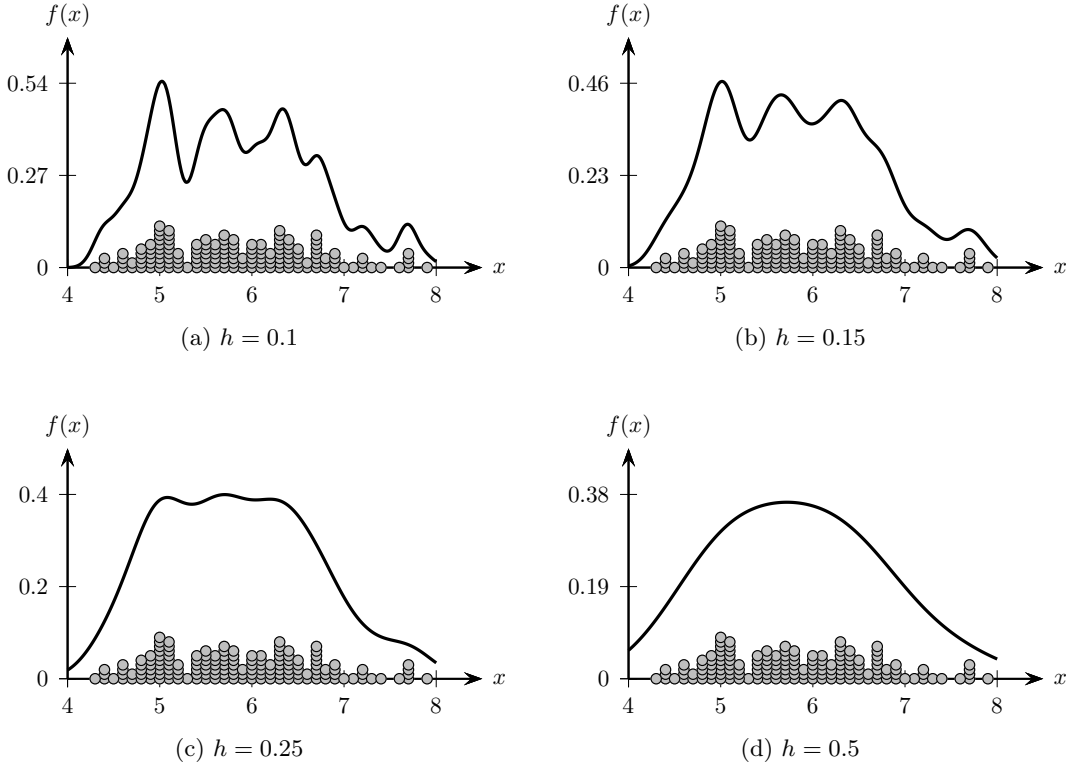 f(x)
0.54
0.27
0
4 5 6 7 8
x
(a) h = 0.1
f(x)
0.46
0.23
0
4 5 6 7 8
x
(b) h = 0.15
f(x)
0.4
0.2
0
4 5 6 7 8
x
(c) h = 0.25
f(x)
0.38
0.19
0
4 5 6 7 8
x
(d) h = 0.5